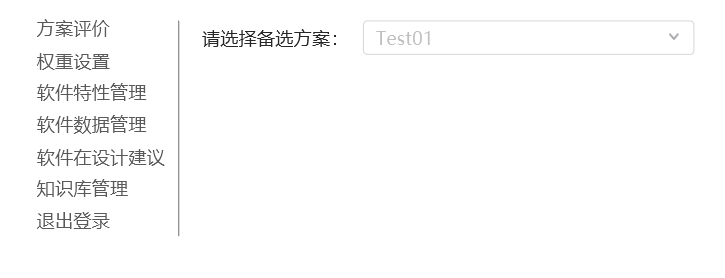 方案评价
权重设置
软件特性管理
软件数据管理
软件在设计建议
知识库管理
退出登录
请选择备选方案： Test01